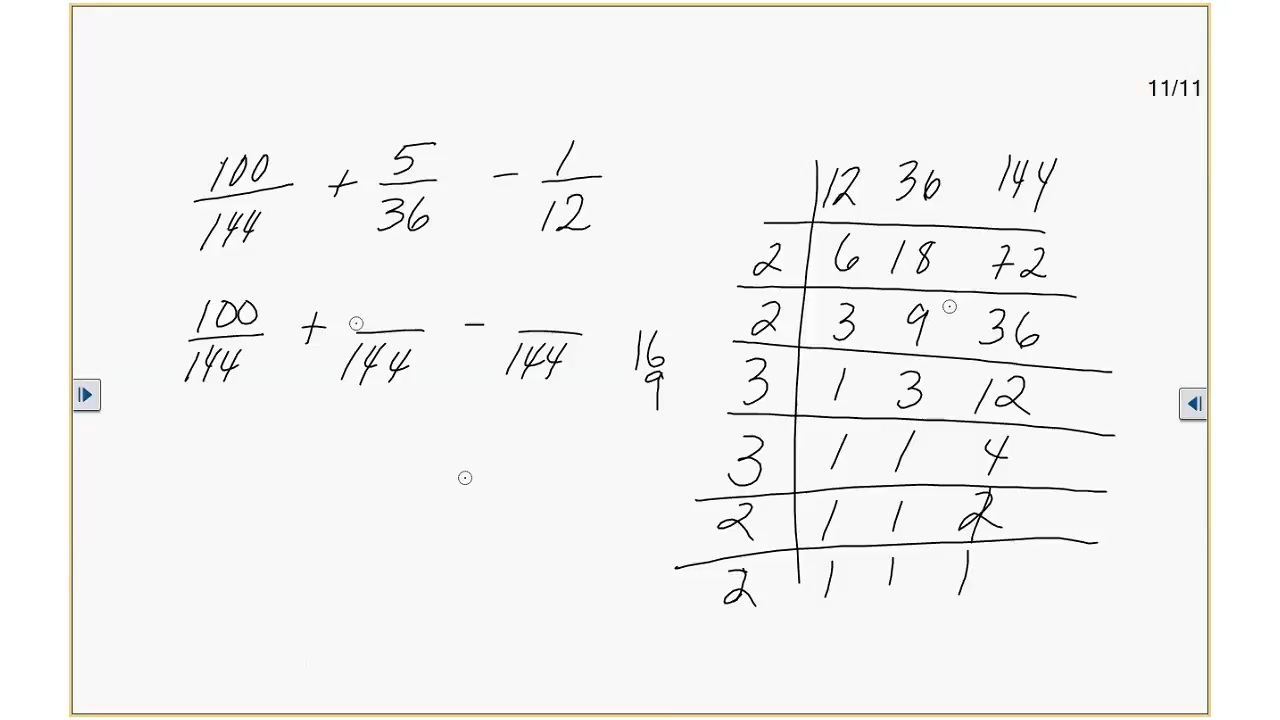 11/11
100/144 + 5/36 - 1/12
100/144 + /144 - /144
16
9
12 36 144
2 6 18 72
2 3 9 36
3 1 3 12
3 1 1 4
2 1 1 2
2 1 1 1